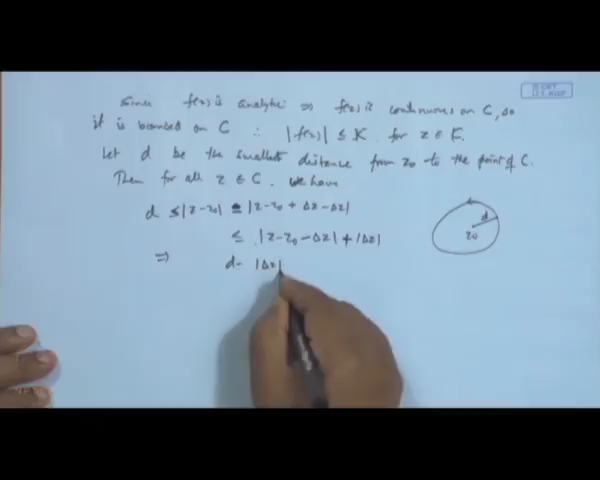 Since f(z) is analytic ⇒ f(z) is continuous on C, so
it is bounded on C ∴ |f(z)| ≤ K for z ∈
Let d be the smallest distance from z0 to the point of C.
Then for all z ∈ C. We have
d ≤ |z-z0| = |z-z0 + Δz-Δz|
≤ |z-z0-Δz| + |Δz|
⇒ d- |Δz|
d
z0